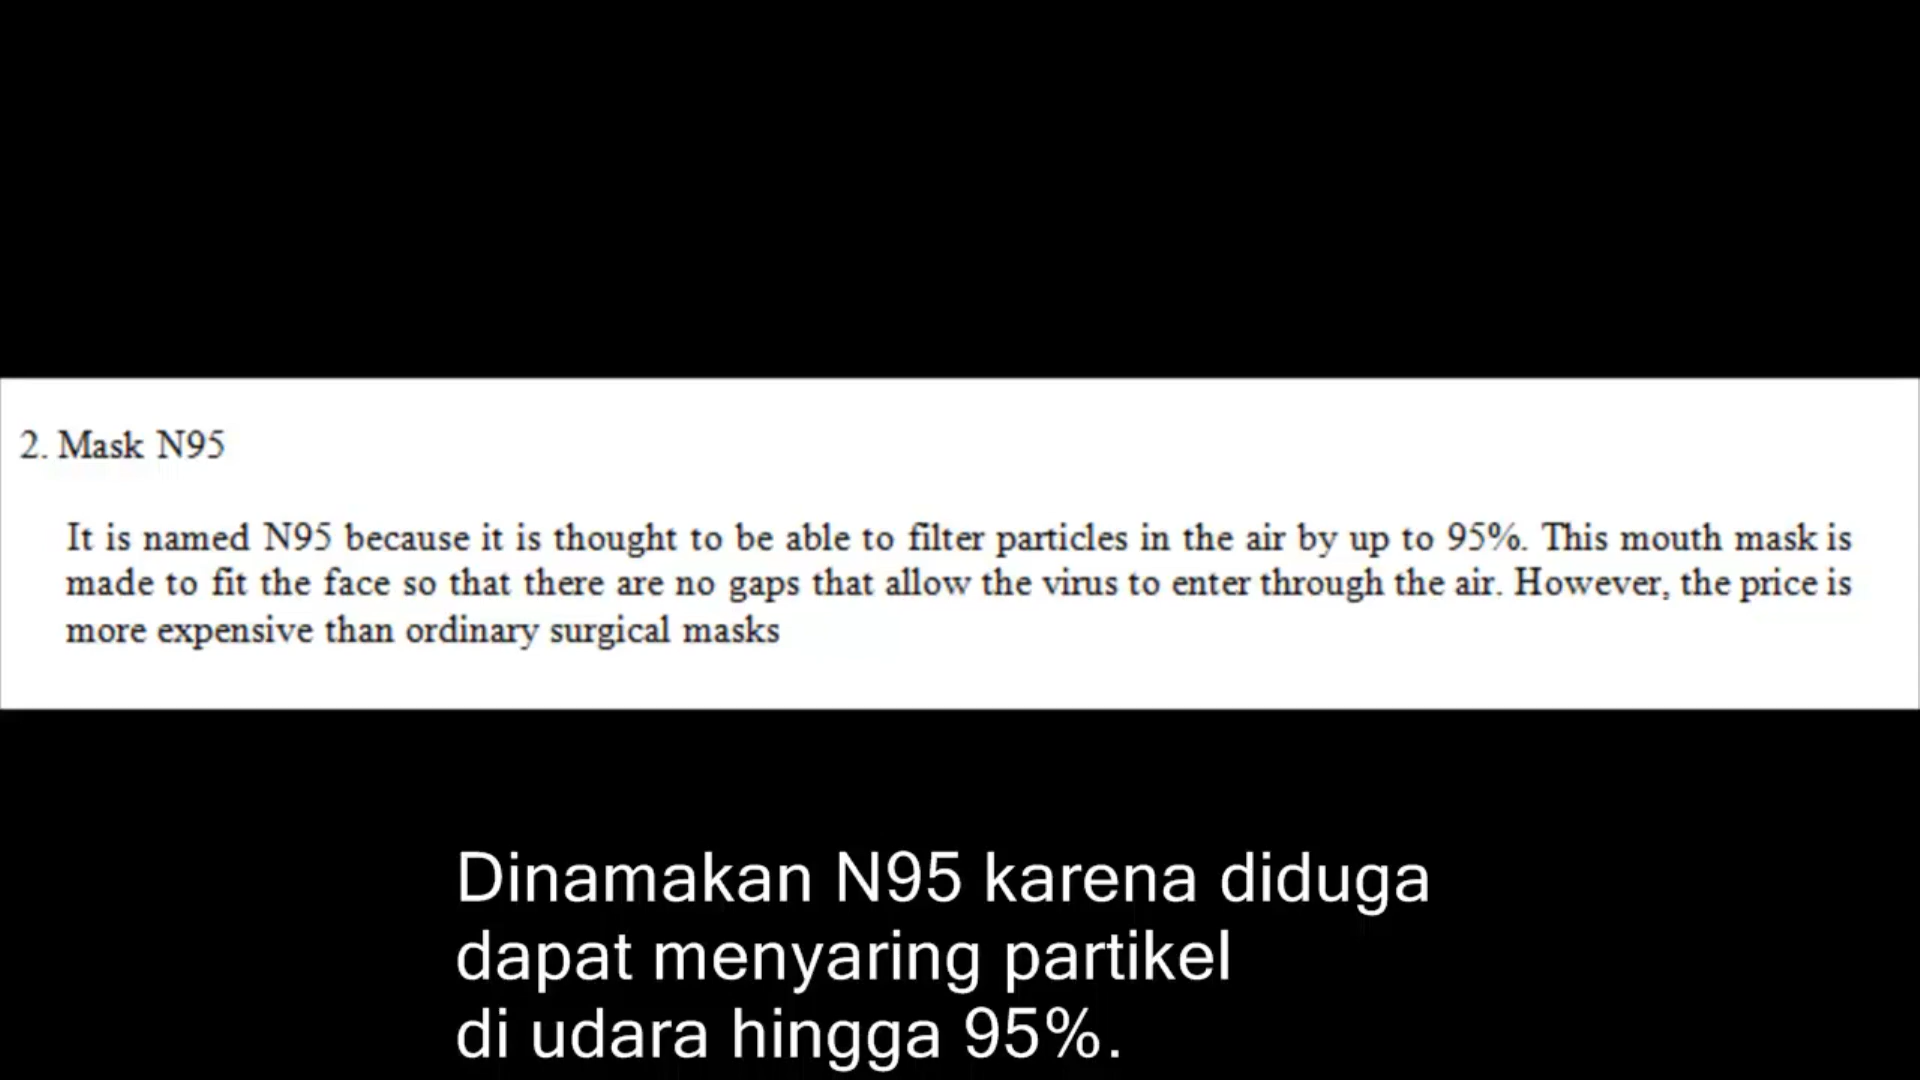 2. Mask N95
It is named N95 because it is thought to be able to filter particles in the air by up to 95%. This mouth mask is
made to fit the face so that there are no gaps that allow the virus to enter through the air. However, the price is
more expensive than ordinary surgical masks
Dinamakan N95 karena diduga
dapat menyaring partikel
di udara hingga 95%.